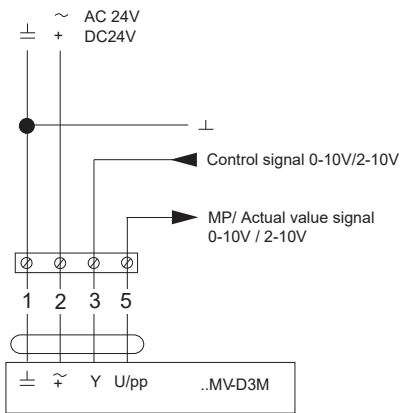 ~ AC 24V
⊥ + DC24V
⊥
Control signal 0-10V/2-10V
MP/ Actual value signal
0-10V / 2-10V
1 2 3 5
⊥ ~+ Y U/pp ..MV-D3M